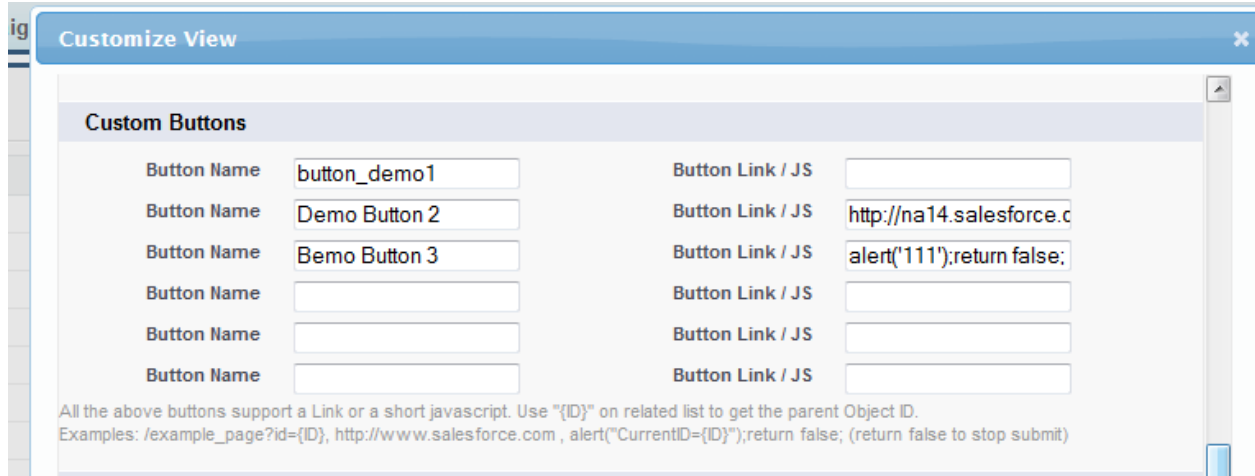 ig
Customize View
Custom Buttons
Button Name button_demo1 Button Link / JS
Button Name Demo Button 2 Button Link / JS http://na14.salesforce.c
Button Name Bemo Button 3 Button Link / JS alert('111');return false;
Button Name Button Link / JS
Button Name Button Link / JS
Button Name Button Link / JS
All the above buttons support a Link or a short javascript. Use "{ID}" on related list to get the parent Object ID.
Examples: /example_page?id={ID}, http://www.salesforce.com , alert("CurrentID={ID}");return false; (return false to stop submit)